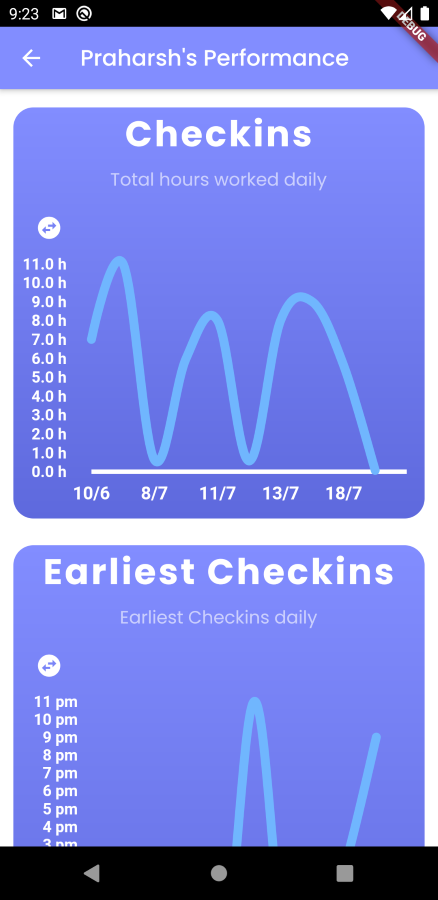 9:23
DEBUG
Praharsh's Performance
Checkins
Total hours worked daily
11.0 h
10.0 h
9.0 h
8.0 h
7.0 h
6.0 h
5.0 h
4.0 h
3.0 h
2.0 h
1.0 h
0.0 h
10/6 8/7 11/7 13/7 18/7
Earliest Checkins
Earliest Checkins daily
11 pm
10 pm
9 pm
8 pm
7 pm
6 pm
5 pm
4 pm
3 pm